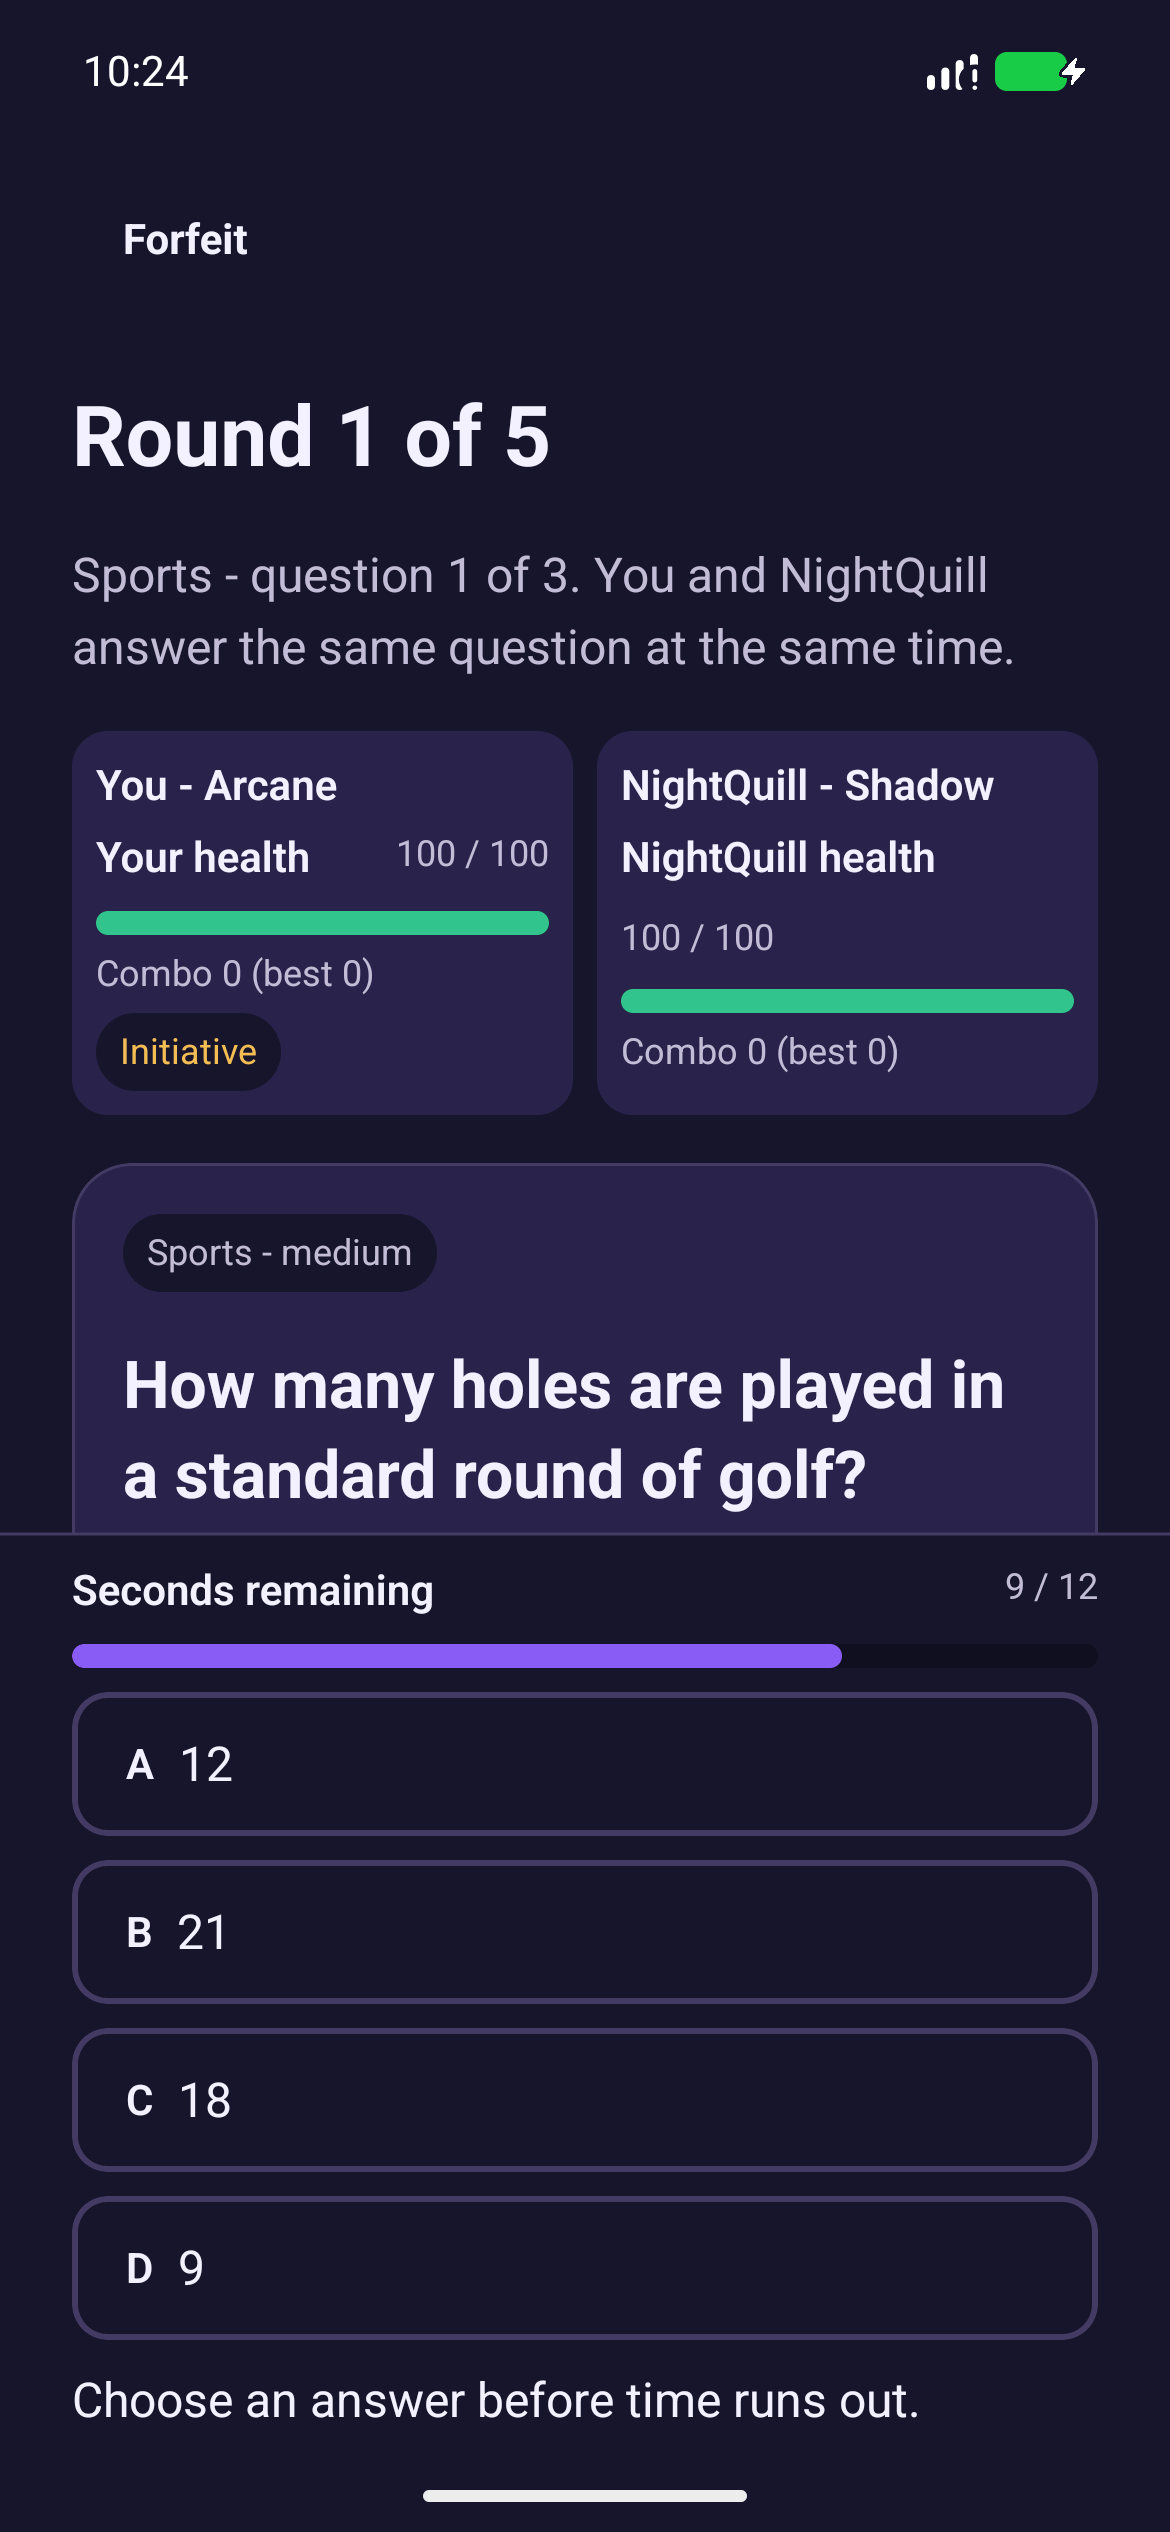 10:24
Forfeit
Round 1 of 5
Sports - question 1 of 3. You and NightQuill
answer the same question at the same time.
You - Arcane
Your health 100 / 100
Combo 0 (best 0)
Initiative
NightQuill - Shadow
NightQuill health
100 / 100
Combo 0 (best 0)
Sports - medium
How many holes are played in
a standard round of golf?
Seconds remaining 9 / 12
A 12
B 21
C 18
D 9
Choose an answer before time runs out.